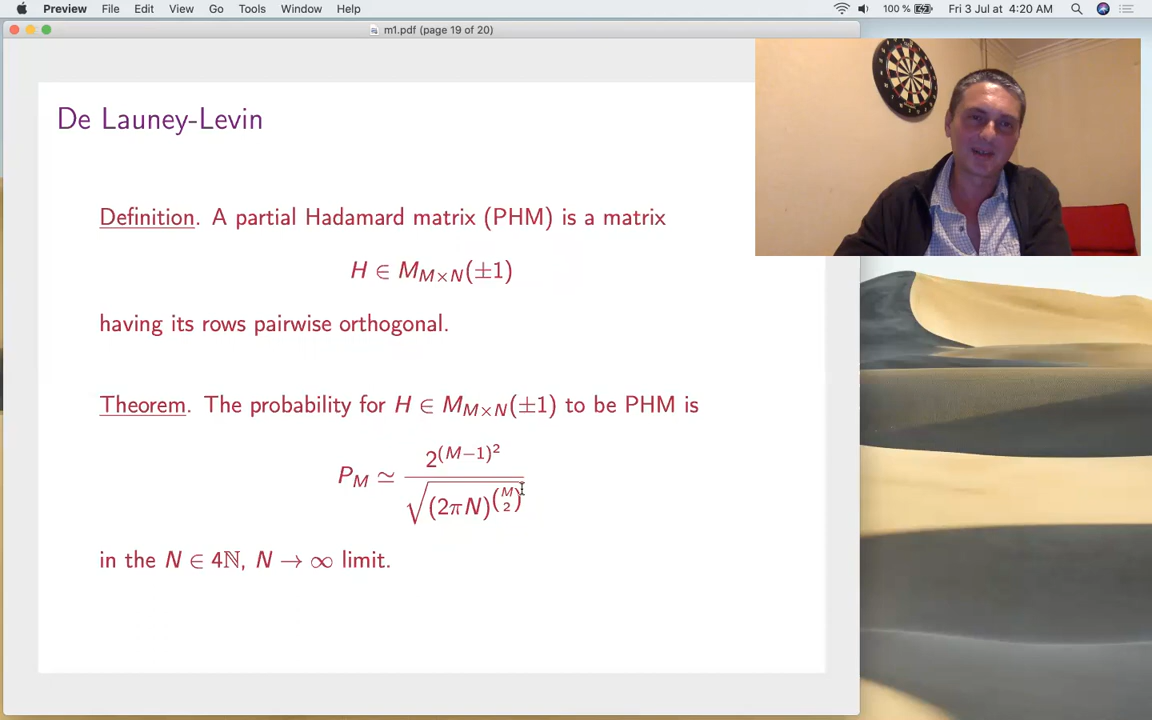 Preview File Edit View Go Tools Window Help 100 % Fri 3 Jul at 4:20 AM
m1.pdf (page 19 of 20)
De Launey-Levin
Definition. A partial Hadamard matrix (PHM) is a matrix
H ∈ M_{M×N}(±1)
having its rows pairwise orthogonal.
Theorem. The probability for H ∈ M_{M×N}(±1) to be PHM is
P_M ≃ \frac{2^{(M−1)^2}}{\sqrt{(2πN)^{\binom{M}{2}}}}
in the N ∈ 4ℕ, N → ∞ limit.